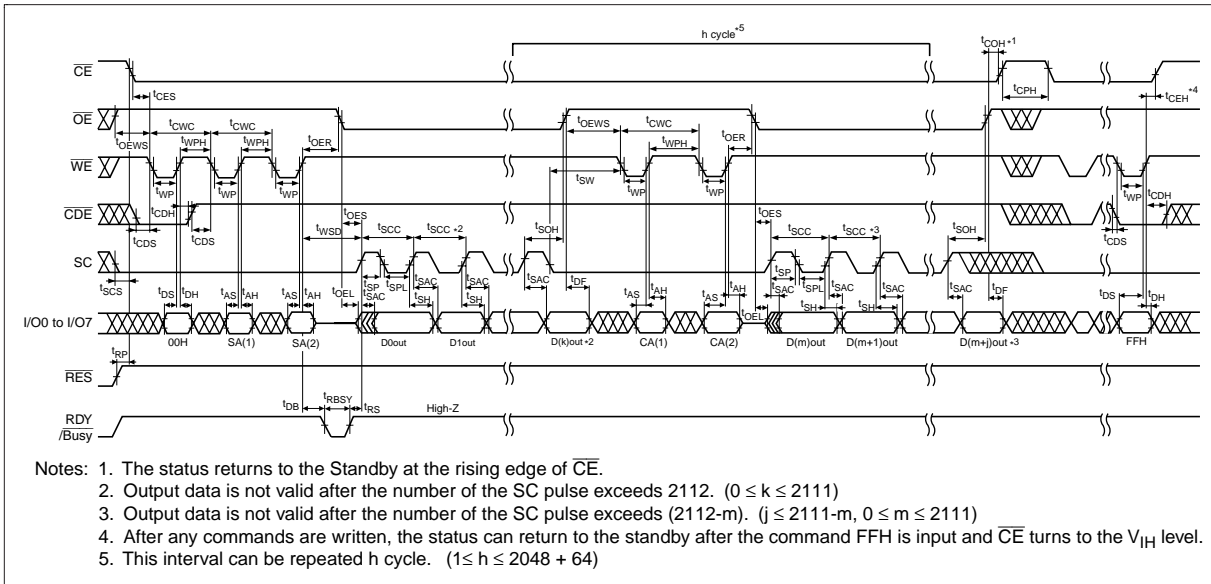 h cycle*5
tCOH *1
CE
tCES
tCPH
tCEH *4
OE
tOEWS
tCWC
tCWC
tWPH
tWPH
tOER
tOEWS
tCWC
tWPH
tOER
WE
tWP
tWP
tWP
tSW
tWP
tWP
tWP
tCDH
tCDH
CDE
tCDS
tCDS
tWSD
tOES
tSCC
tSCC *2
tSOH
tOES
tSCC
tSCC *3
tSOH
tCDS
SC
tSCS
tSP
tSPL
tSAC
tSAC
tSAC
tSAC
tDF
tSP
tSPL
tSAC
tSAC
tSAC
tSAC
tDF
tDS
tDH
tAS
tAH
tAS
tAH
tOEL
tSH
tSH
tAS
tAH
tAS
tAH
tOEL
tSH
tSH
tDS
tDH
I/O0 to I/O7
00H
SA(1)
SA(2)
D0out
D1out
D(k)out *2
CA(1)
CA(2)
D(m)out
D(m+1)out
D(m+j)out *3
FFH
tRP
RES
tDB
tRBSY
tRS
High-Z
RDY
/Busy
Notes: 1. The status returns to the Standby at the rising edge of CE.
2. Output data is not valid after the number of the SC pulse exceeds 2112. (0 ≤ k ≤ 2111)
3. Output data is not valid after the number of the SC pulse exceeds (2112-m). (j ≤ 2111-m, 0 ≤ m ≤ 2111)
4. After any commands are written, the status can return to the standby after the command FFH is input and CE turns to the VIH level.
5. This interval can be repeated h cycle. (1≤ h ≤ 2048 + 64)